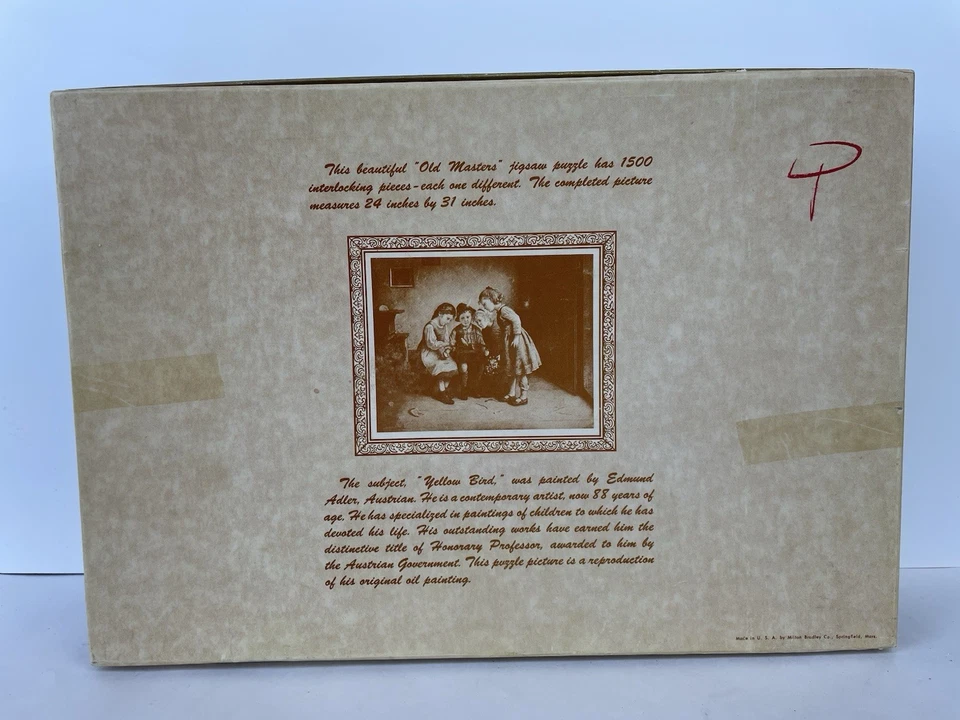 This beautiful "Old Masters" jigsaw puzzle has 1500
interlocking pieces - each one different. The completed picture
measures 24 inches by 31 inches.
The subject, "Yellow Bird," was painted by Edmund
Adler, Austrian. He is a contemporary artist, now 88 years of
age. He has specialized in paintings of children to which he has
devoted his life. His outstanding works have earned him the
distinctive title of Honorary Professor, awarded to him by
the Austrian Government. This puzzle picture is a reproduction
of his original oil painting.
Made in U. S. A. by Milton Bradley Co., Springfield, Mass.